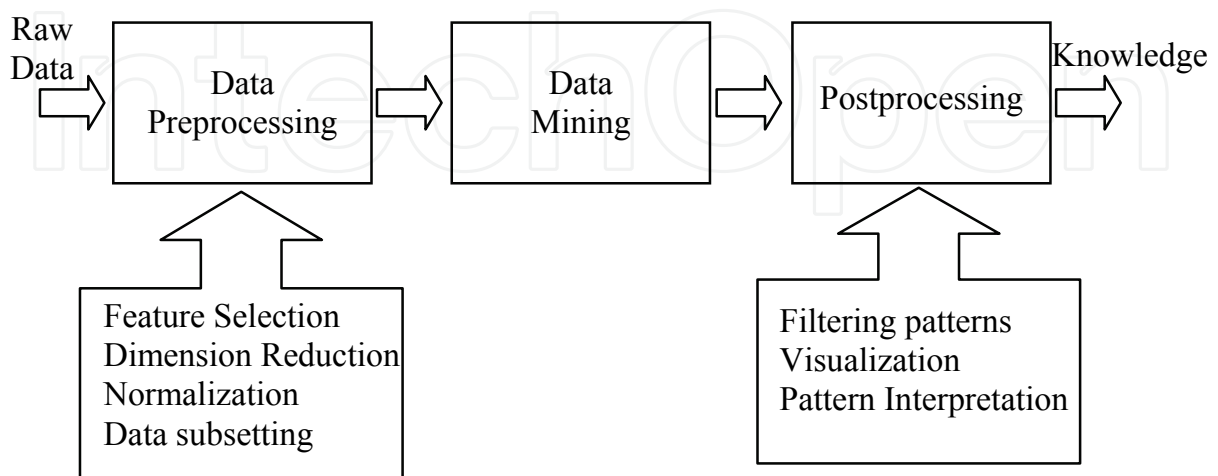 Raw
Data
Data
Preprocessing
Data
Mining
Postprocessing
Knowledge
Feature Selection
Dimension Reduction
Normalization
Data subsetting
Filtering patterns
Visualization
Pattern Interpretation
IntechOpen